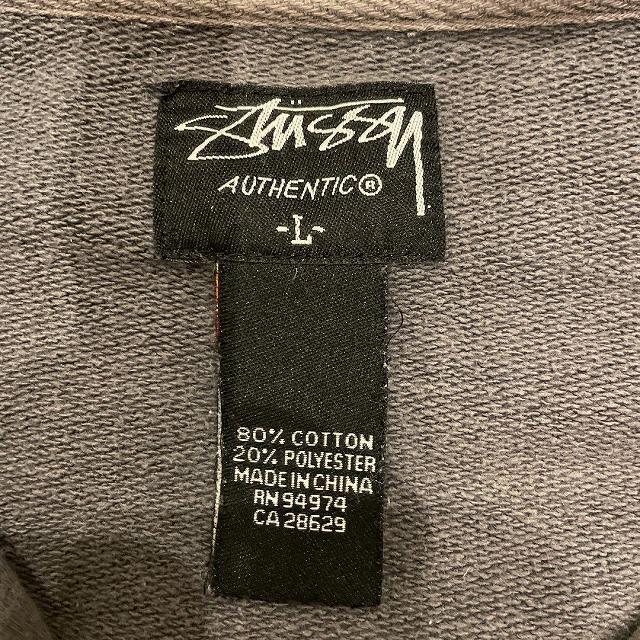 Stüssy
AUTHENTIC®
-L-
80% COTTON
20% POLYESTER
MADE IN CHINA
RN 94974
CA 28629